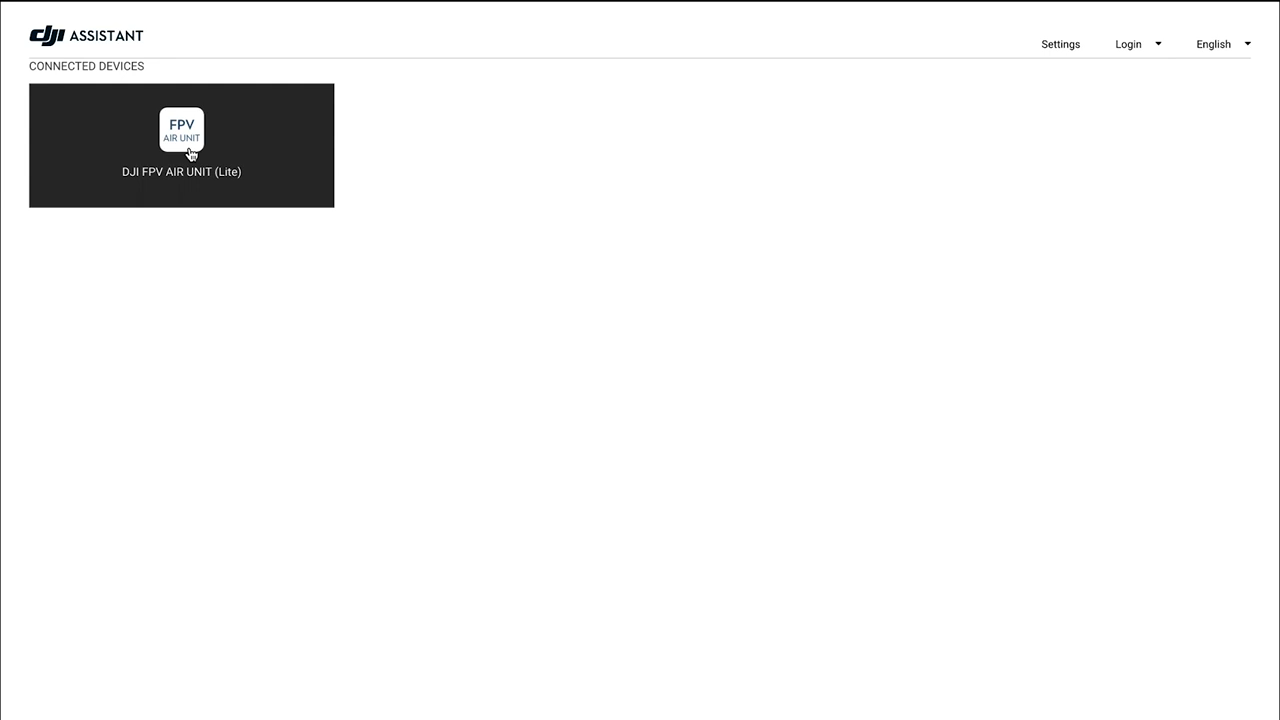 dji ASSISTANT
Settings
Login
English
CONNECTED DEVICES
FPV
AIR UNIT
DJI FPV AIR UNIT (Lite)